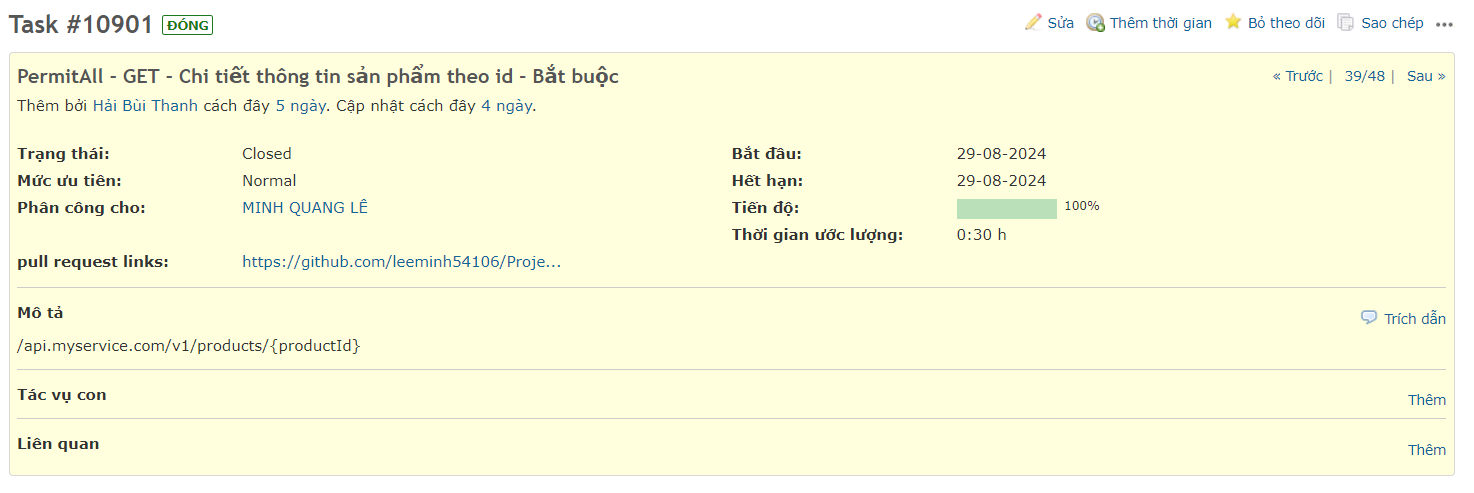 Task #10901 ĐÓNG
Sửa Thêm thời gian Bỏ theo dõi Sao chép •••
PermitAll - GET - Chi tiết thông tin sản phẩm theo id - Bắt buộc
« Trước | 39/48 | Sau »
Thêm bởi Hải Bùi Thanh cách đây 5 ngày. Cập nhật cách đây 4 ngày.
Trạng thái: Closed
Bắt đầu: 29-08-2024
Mức ưu tiên: Normal
Hết hạn: 29-08-2024
Phân công cho: MINH QUANG LÊ
Tiến độ: 100%
Thời gian ước lượng: 0:30 h
pull request links: https://github.com/leeminh54106/Proje...
Mô tả
Trích dẫn
/api.myservice.com/v1/products/{productId}
Tác vụ con
Thêm
Liên quan
Thêm